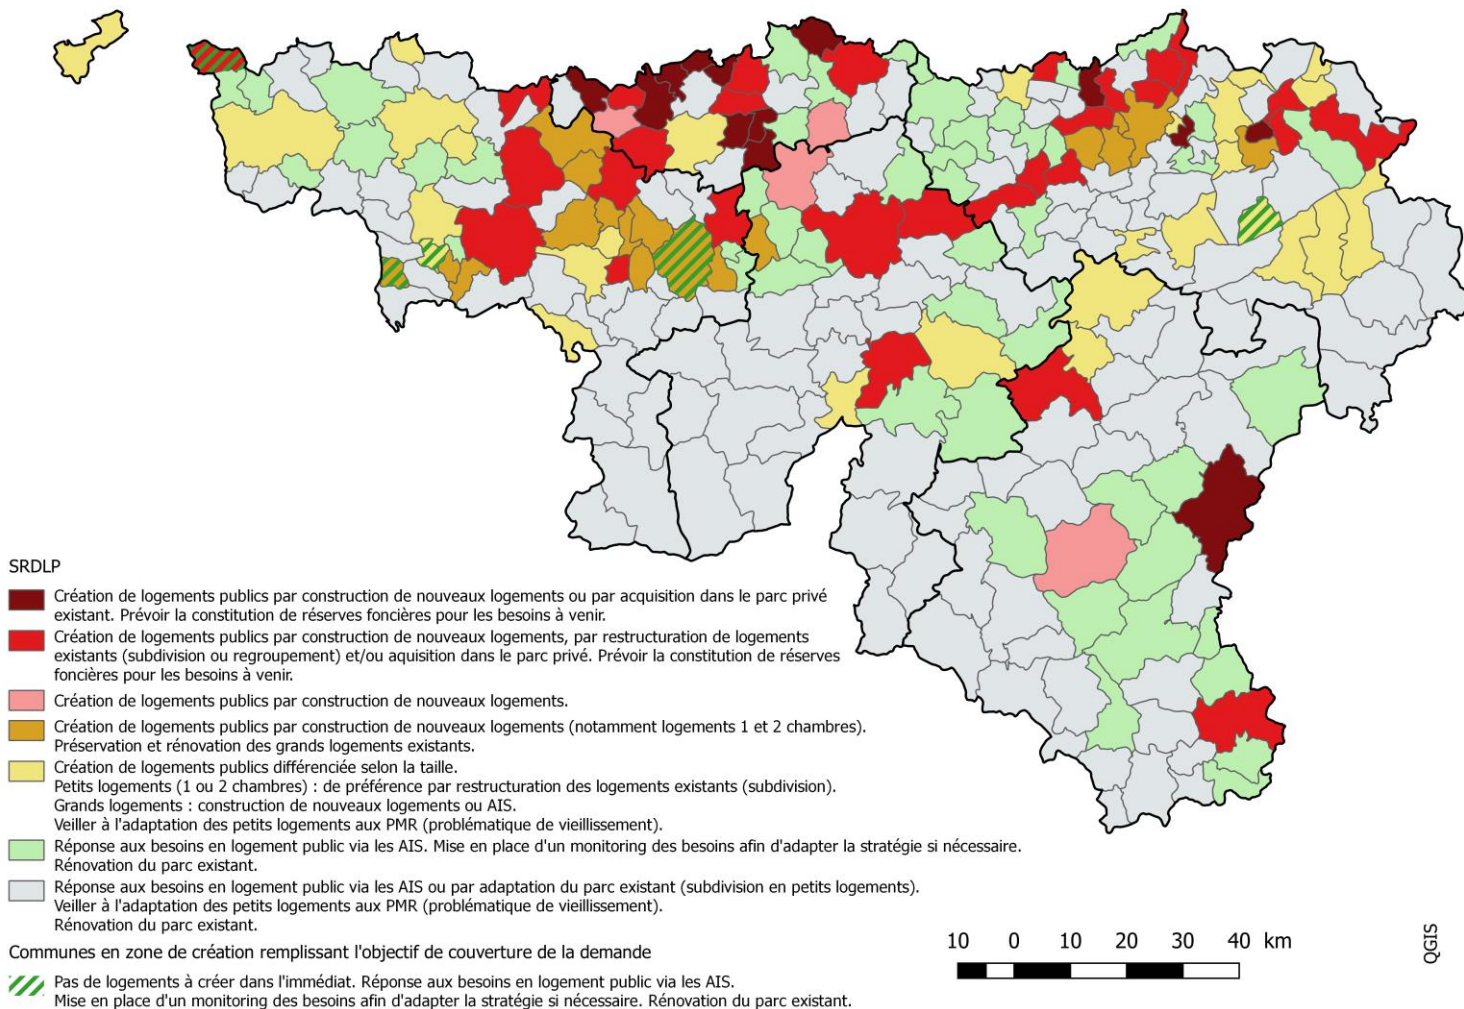 SRDLP
Création de logements publics par construction de nouveaux logements ou par acquisition dans le parc privé
existant. Prévoir la constitution de réserves foncières pour les besoins à venir.
Création de logements publics par construction de nouveaux logements, par restructuration de logements
existants (subdivision ou regroupement) et/ou aquisition dans le parc privé. Prévoir la constitution de réserves
foncières pour les besoins à venir.
Création de logements publics par construction de nouveaux logements.
Création de logements publics par construction de nouveaux logements (notamment logements 1 et 2 chambres).
Préservation et rénovation des grands logements existants.
Création de logements publics différenciée selon la taille.
Petits logements (1 ou 2 chambres) : de préférence par restructuration des logements existants (subdivision).
Grands logements : construction de nouveaux logements ou AIS.
Veiller à l'adaptation des petits logements aux PMR (problématique de vieillissement).
Réponse aux besoins en logement public via les AIS. Mise en place d'un monitoring des besoins afin d'adapter la stratégie si nécessaire.
Rénovation du parc existant.
Réponse aux besoins en logement public via les AIS ou par adaptation du parc existant (subdivision en petits logements).
Veiller à l'adaptation des petits logements aux PMR (problématique de vieillissement).
Rénovation du parc existant.
Communes en zone de création remplissant l'objectif de couverture de la demande
Pas de logements à créer dans l'immédiat. Réponse aux besoins en logement public via les AIS.
Mise en place d'un monitoring des besoins afin d'adapter la stratégie si nécessaire. Rénovation du parc existant.
10 0 10 20 30 40 km
QGIS